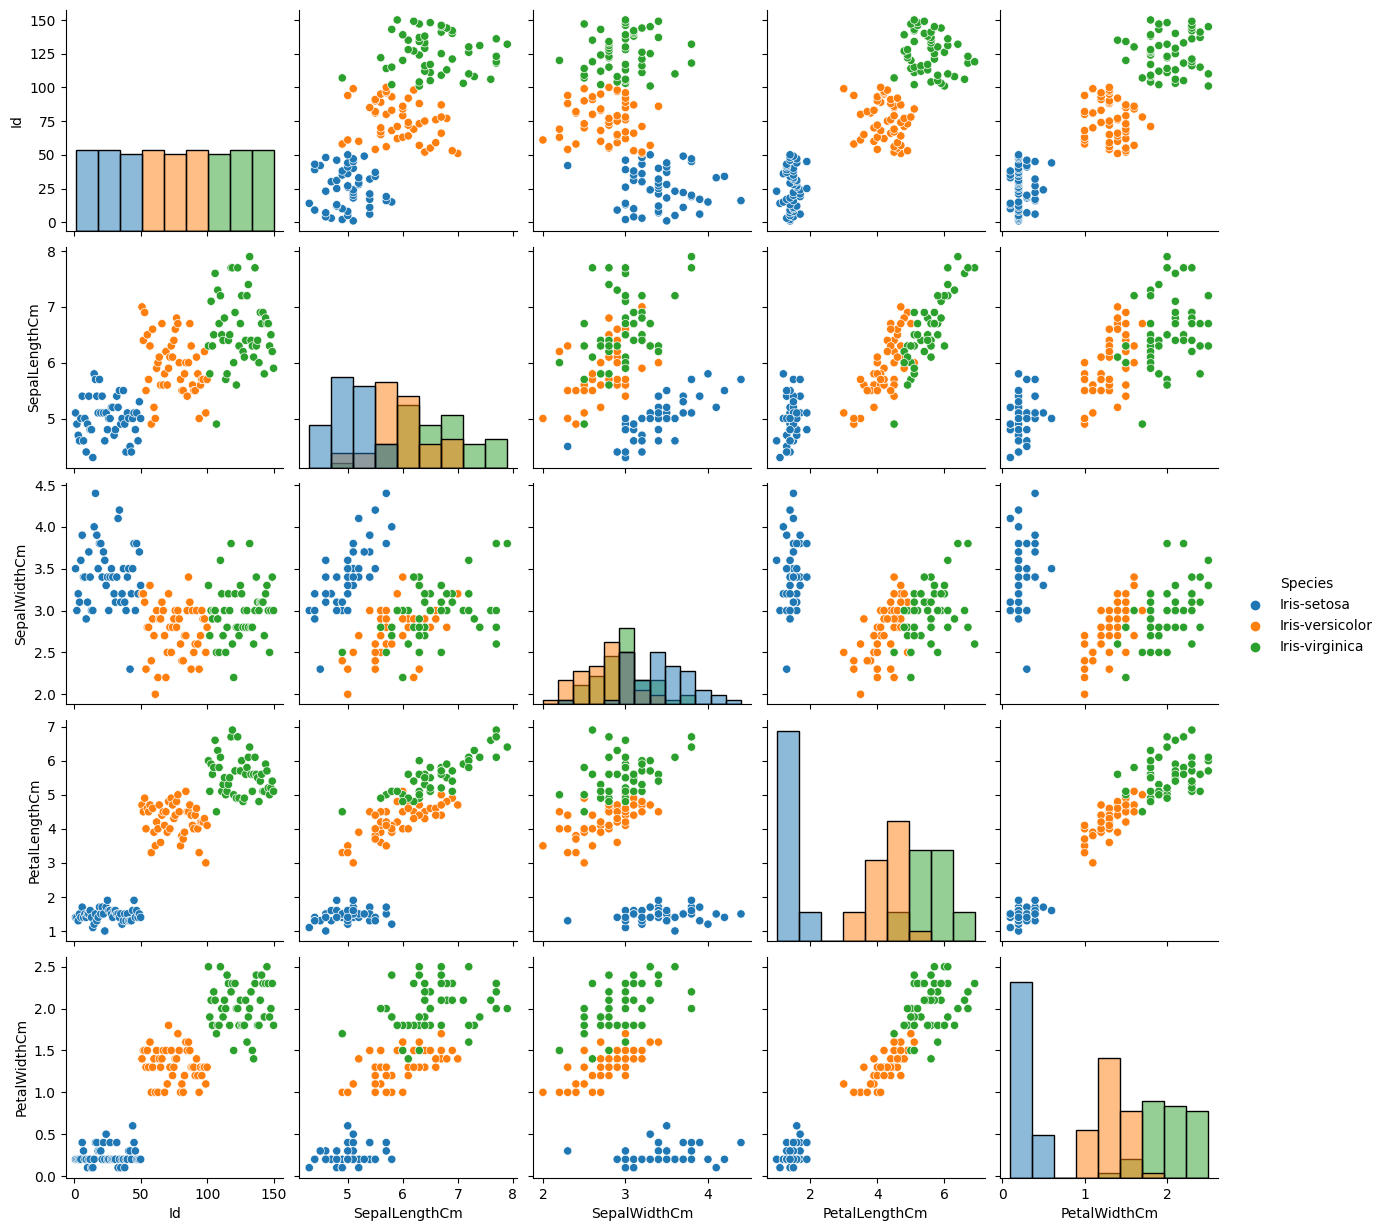 150
125
100
75
50
25
0
Id
8
7
6
5
SepalLengthCm
4.5
4.0
3.5
3.0
2.5
2.0
SepalWidthCm
Species
Iris-setosa
Iris-versicolor
Iris-virginica
7
6
5
4
3
2
1
PetalLengthCm
2.5
2.0
1.5
1.0
0.5
0.0
PetalWidthCm
0 50 100 150 5 6 7 8 2 3 4 2 4 6 0 1 2
Id SepalLengthCm SepalWidthCm PetalLengthCm PetalWidthCm